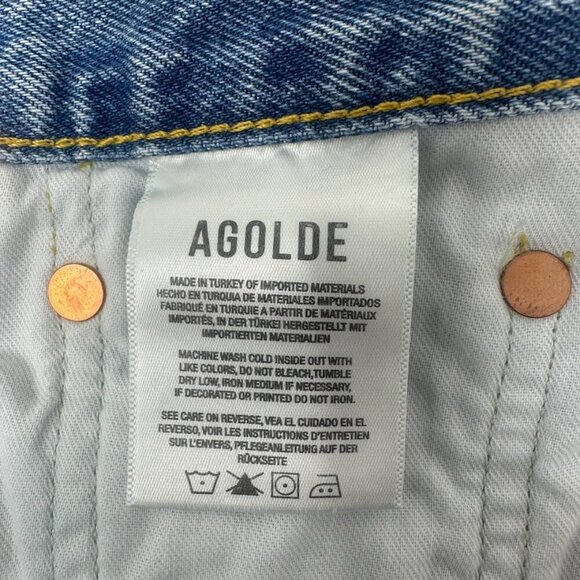 AGOLDE
MADE IN TURKEY OF IMPORTED MATERIALS
HECHO EN TURQUIA DE MATERIALES IMPORTADOS
FABRIQUÉ EN TURQUIE A PARTIR DE MATÉRIAUX
IMPORTÉS, IN DER TÜRKEI HERGESTELLT MIT
IMPORTIERTEN MATERIALIEN
MACHINE WASH COLD INSIDE OUT WITH
LIKE COLORS, DO NOT BLEACH,TUMBLE
DRY LOW, IRON MEDIUM IF NECESSARY,
IF DECORATED OR PRINTED DO NOT IRON.
SEE CARE ON REVERSE, VEA EL CUIDADO EN EL
REVERSO, VOIR LES INSTRUCTIONS D'ENTRETIEN
SUR L'ENVERS, PFLEGEANLEITUNG AUF DER
RÜCKSEITE